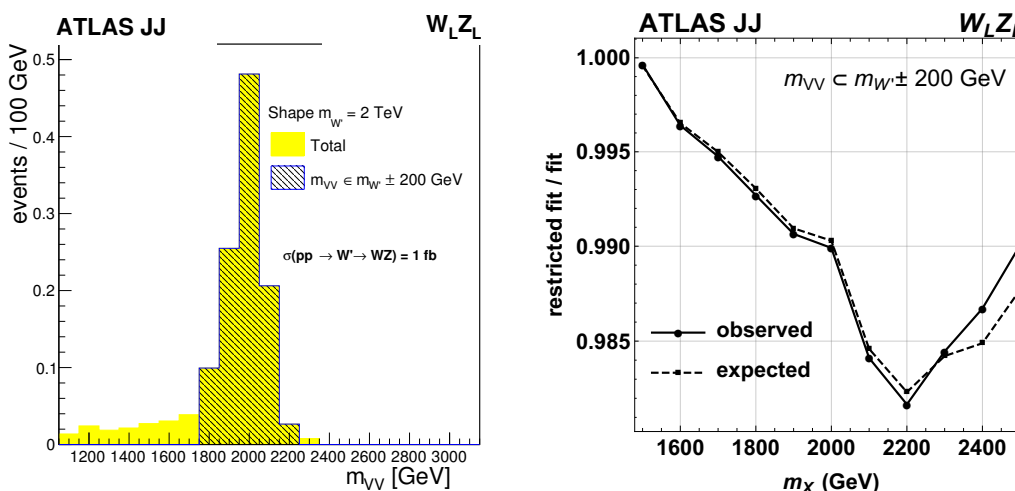 ATLAS JJ
W_L Z_L
events / 100 GeV
0.5
0.4
0.3
0.2
0.1
0
Shape m_W' = 2 TeV
Total
m_VV ∈ m_W' ± 200 GeV
σ(pp → W' → WZ) = 1 fb
1200 1400 1600 1800 2000 2200 2400 2600 2800 3000
m_VV [GeV]
ATLAS JJ
W_L Z
m_VV ⊂ m_W' ± 200 GeV
restricted fit / fit
1.000
0.995
0.990
0.985
observed
expected
1600 1800 2000 2200 2400
m_X (GeV)